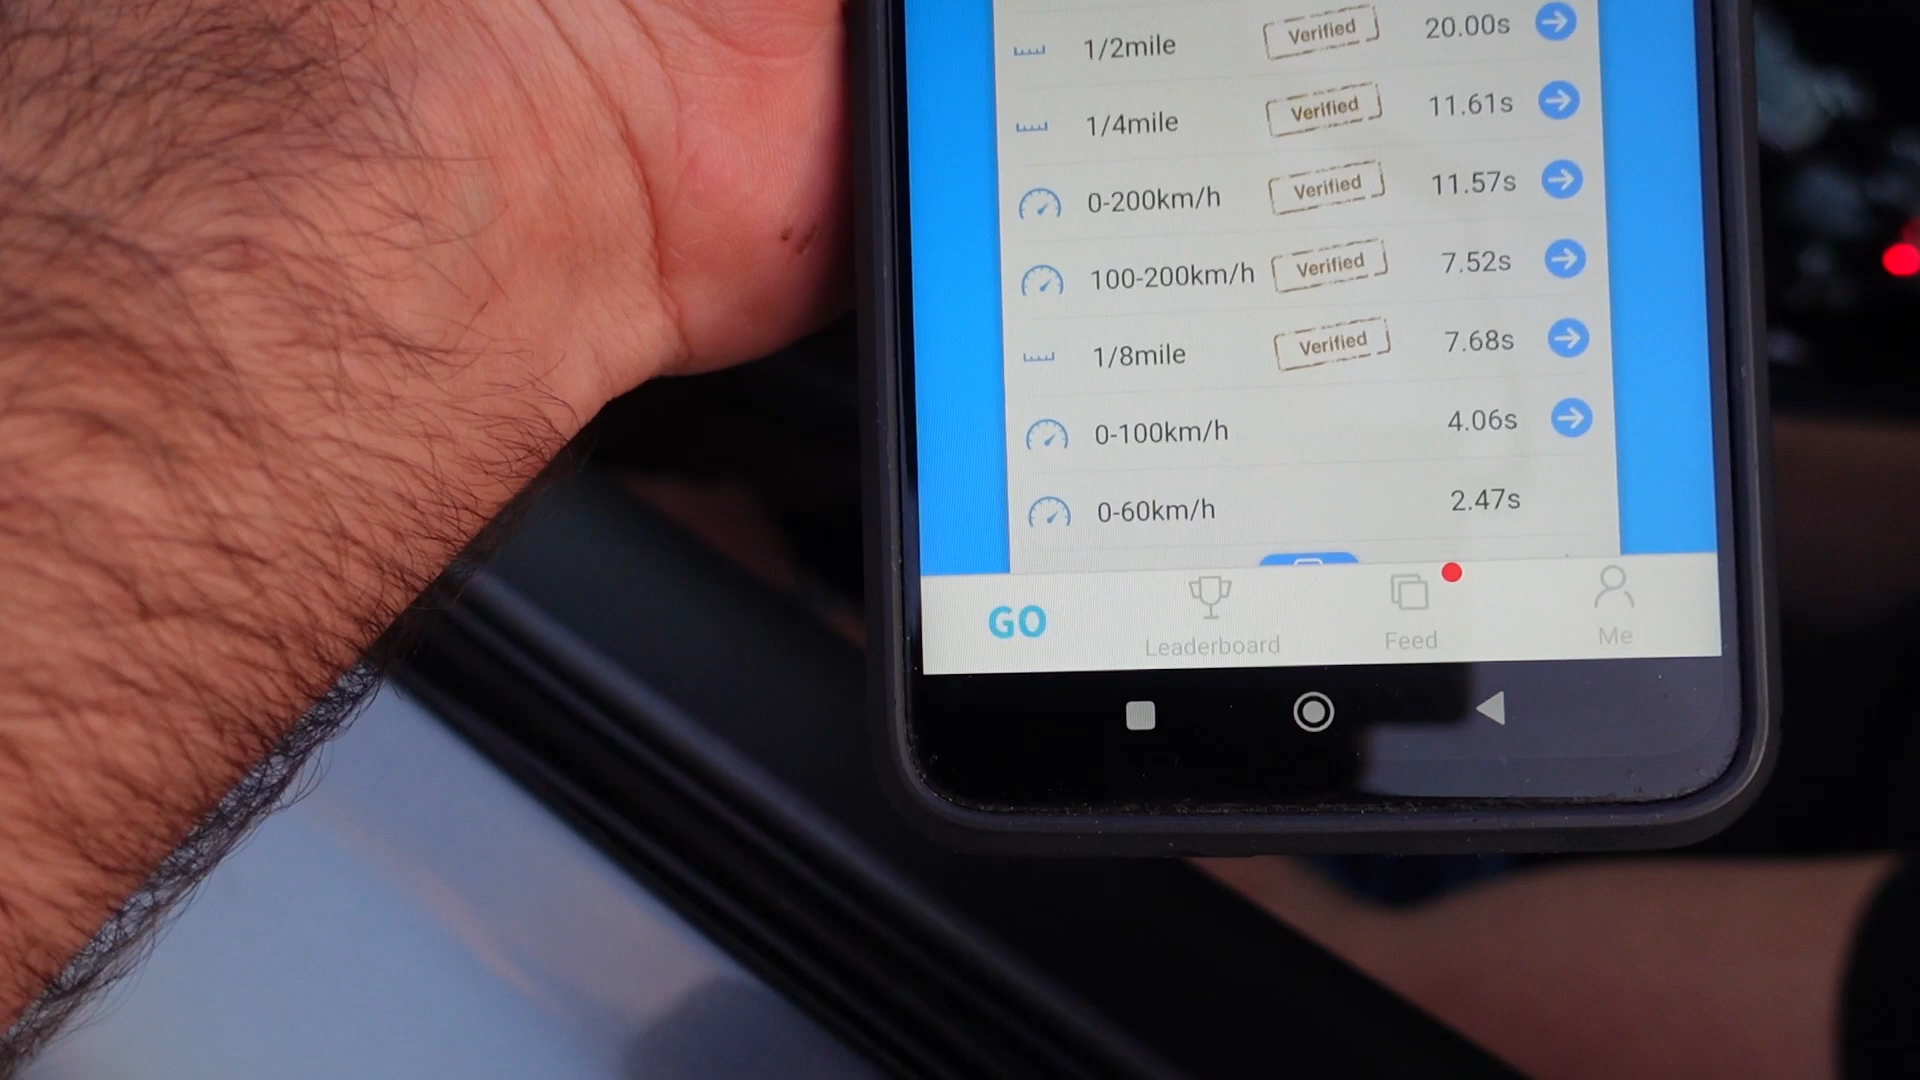 1/2mile Verified 20.00s
1/4mile Verified 11.61s
0-200km/h Verified 11.57s
100-200km/h Verified 7.52s
1/8mile Verified 7.68s
0-100km/h 4.06s
0-60km/h 2.47s
GO Leaderboard Feed Me